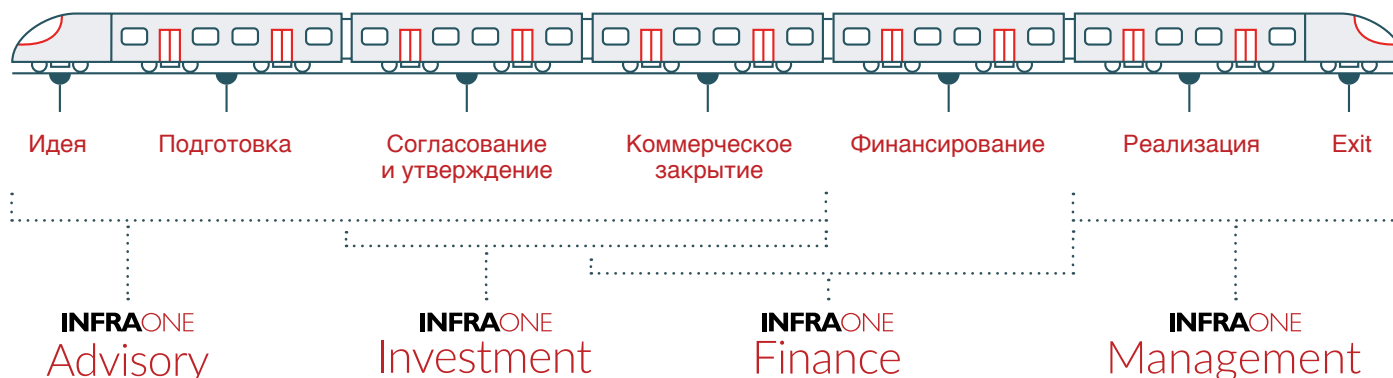 Идея
Подготовка
Согласование
и утверждение
Коммерческое
закрытие
Финансирование
Реализация
Exit
INFRAONE
Advisory
INFRAONE
Investment
INFRAONE
Finance
INFRAONE
Management